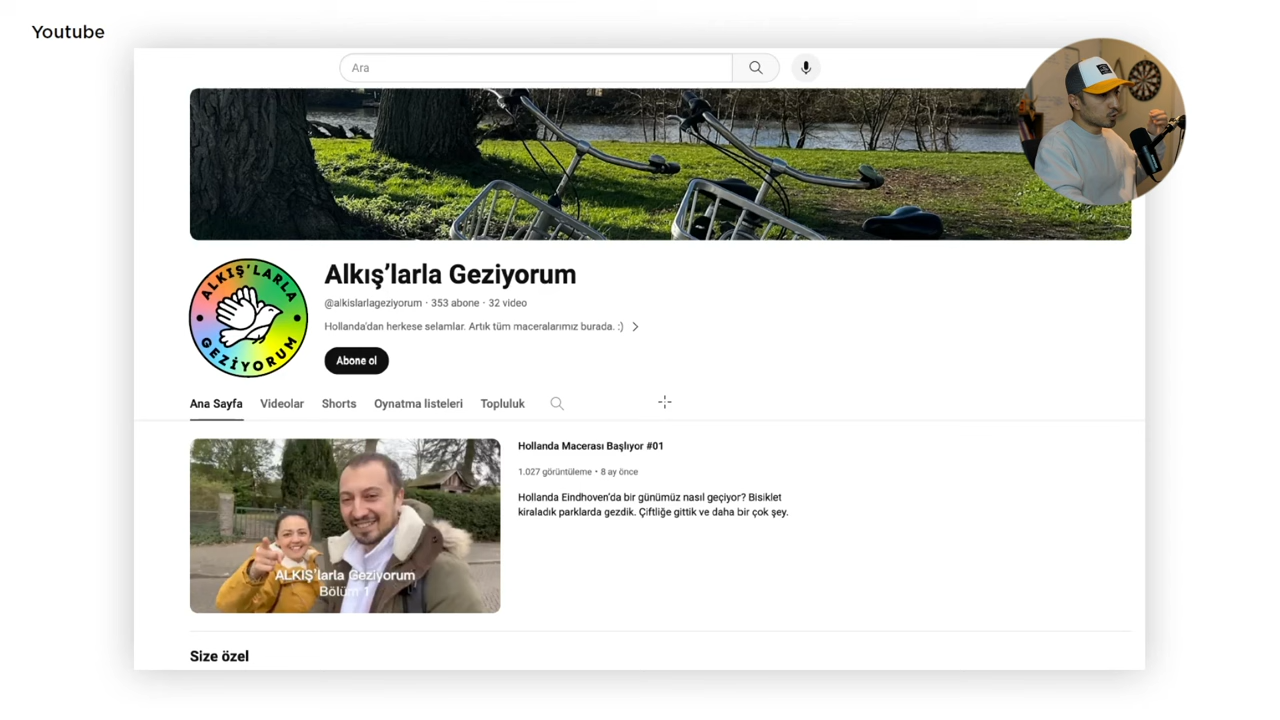 Youtube
Ara
ALKIŞ'LARLA
GEZİYORUM
Alkış'larla Geziyorum
@alkislarlageziyorum · 353 abone · 32 video
Hollanda'dan herkese selamlar. Artık tüm maceralarımız burada. :)
Abone ol
Ana Sayfa Videolar Shorts Oynatma listeleri Topluluk
ALKIŞ'larla Geziyorum
Bölüm 1
Hollanda Macerası Başlıyor #01
1.027 görüntüleme • 8 ay önce
Hollanda Eindhoven'da bir günümüz nasıl geçiyor? Bisiklet
kiraladık parklarda gezdik. Çiftliğe gittik ve daha bir çok şey.
Size özel